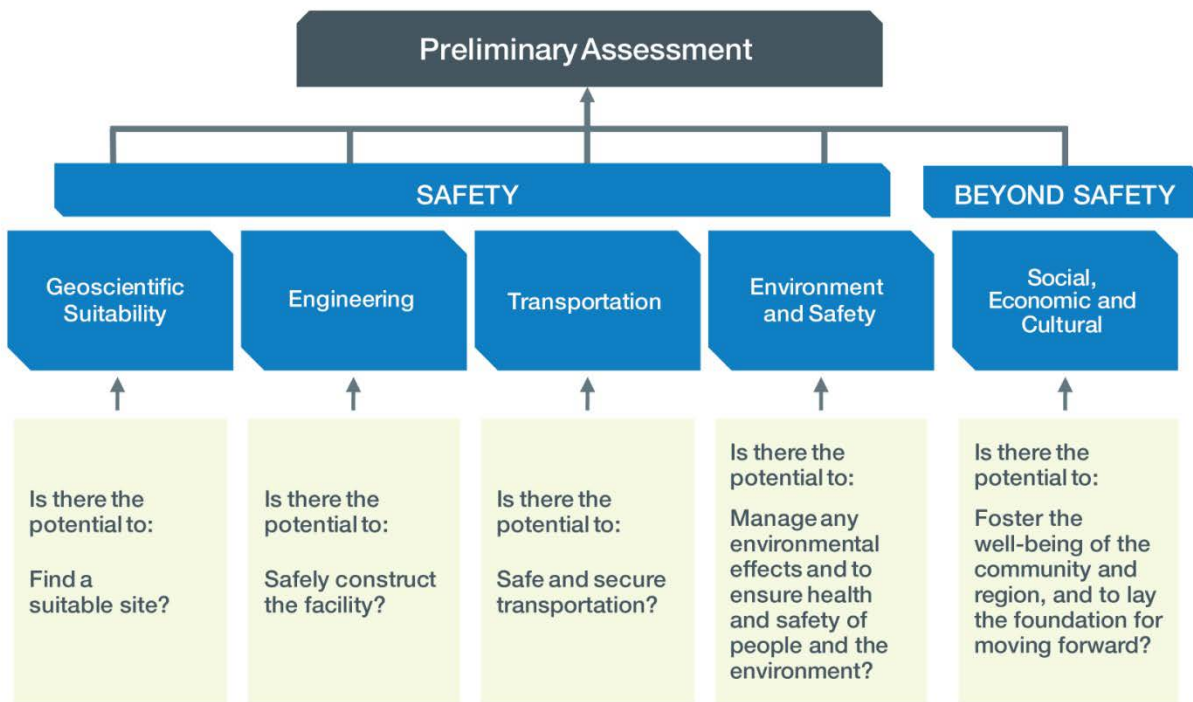 Preliminary Assessment
SAFETY
BEYOND SAFETY
Geoscientific
Suitability
Engineering
Transportation
Environment
and Safety
Social,
Economic and
Cultural
Is there the
potential to:
Find a
suitable site?
Is there the
potential to:
Safely construct
the facility?
Is there the
potential to:
Safe and secure
transportation?
Is there the
potential to:
Manage any
environmental
effects and to
ensure health
and safety of
people and the
environment?
Is there the
potential to:
Foster the
well-being of the
community and
region, and to lay
the foundation for
moving forward?